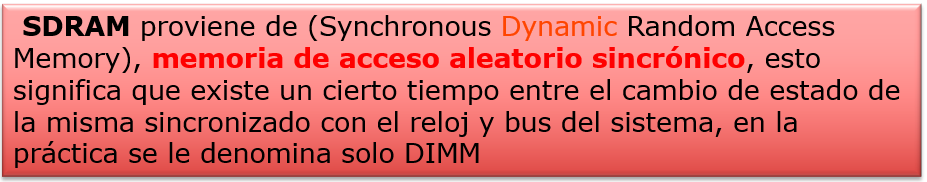 SDRAM proviene de (Synchronous Dynamic Random Access
Memory), memoria de acceso aleatorio sincrónico, esto
significa que existe un cierto tiempo entre el cambio de estado de
la misma sincronizado con el reloj y bus del sistema, en la
práctica se le denomina solo DIMM